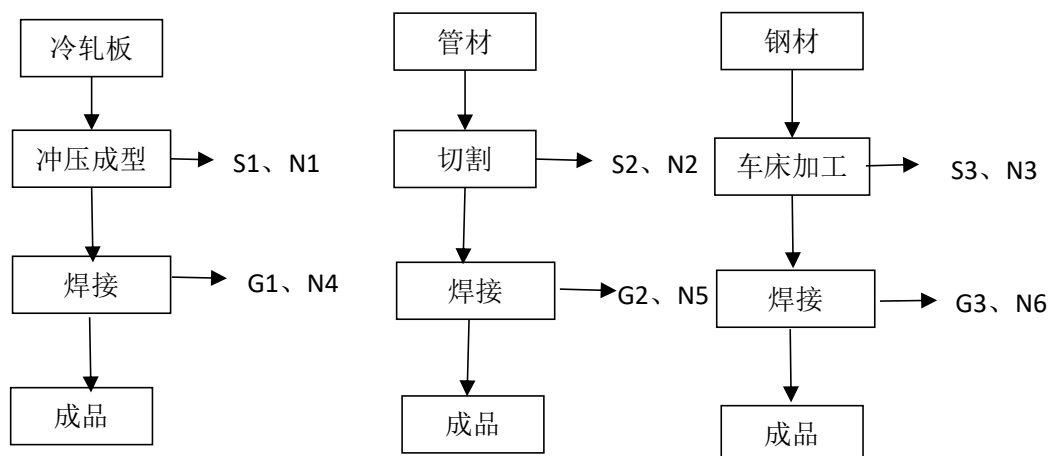 冷轧板
冲压成型
S1、N1
焊接
G1、N4
成品
管材
切割
S2、N2
焊接
G2、N5
成品
钢材
车床加工
S3、N3
焊接
G3、N6
成品